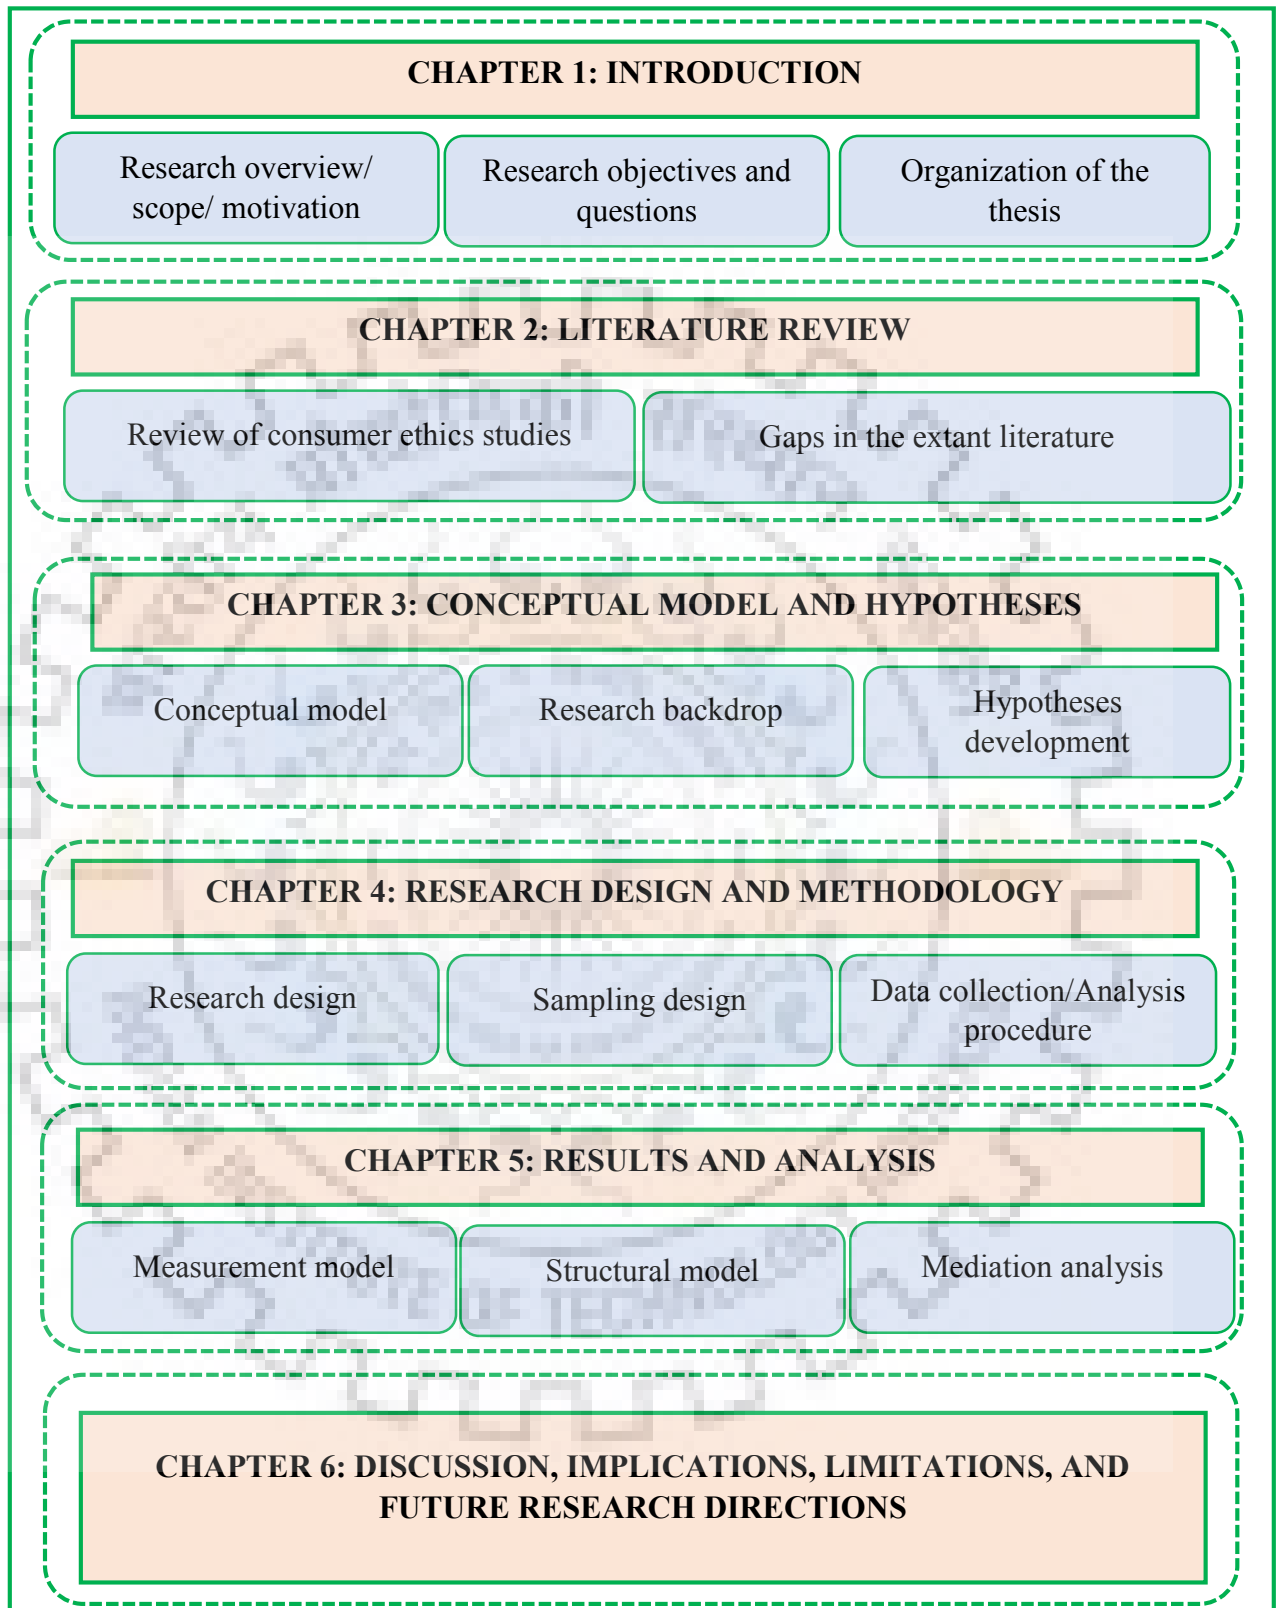 CHAPTER 1: INTRODUCTION
Research overview/
scope/ motivation
Research objectives and
questions
Organization of the
thesis
CHAPTER 2: LITERATURE REVIEW
Review of consumer ethics studies
Gaps in the extant literature
CHAPTER 3: CONCEPTUAL MODEL AND HYPOTHESES
Conceptual model
Research backdrop
Hypotheses
development
CHAPTER 4: RESEARCH DESIGN AND METHODOLOGY
Research design
Sampling design
Data collection/Analysis
procedure
CHAPTER 5: RESULTS AND ANALYSIS
Measurement model
Structural model
Mediation analysis
CHAPTER 6: DISCUSSION, IMPLICATIONS, LIMITATIONS, AND
FUTURE RESEARCH DIRECTIONS